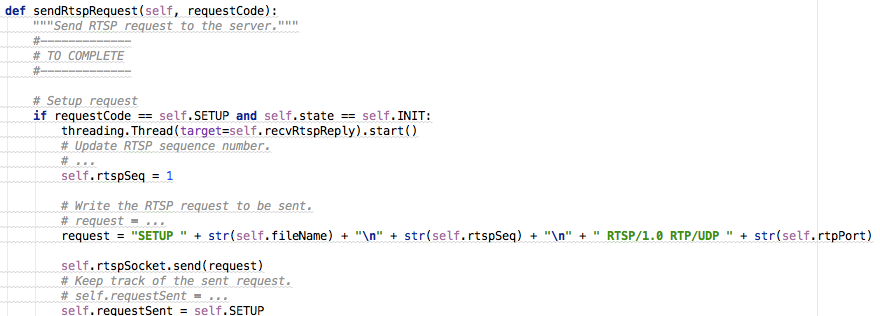 def sendRtspRequest(self, requestCode):
    """Send RTSP request to the server."""
    #-------------
    # TO COMPLETE
    #-------------

    # Setup request
    if requestCode == self.SETUP and self.state == self.INIT:
        threading.Thread(target=self.recvRtspReply).start()
        # Update RTSP sequence number.
        # ...
        self.rtspSeq = 1

        # Write the RTSP request to be sent.
        # request = ...
        request = "SETUP " + str(self.fileName) + "\n" + str(self.rtspSeq) + "\n" + " RTSP/1.0 RTP/UDP " + str(self.rtpPort)

        self.rtspSocket.send(request)
        # Keep track of the sent request.
        # self.requestSent = ...
        self.requestSent = self.SETUP